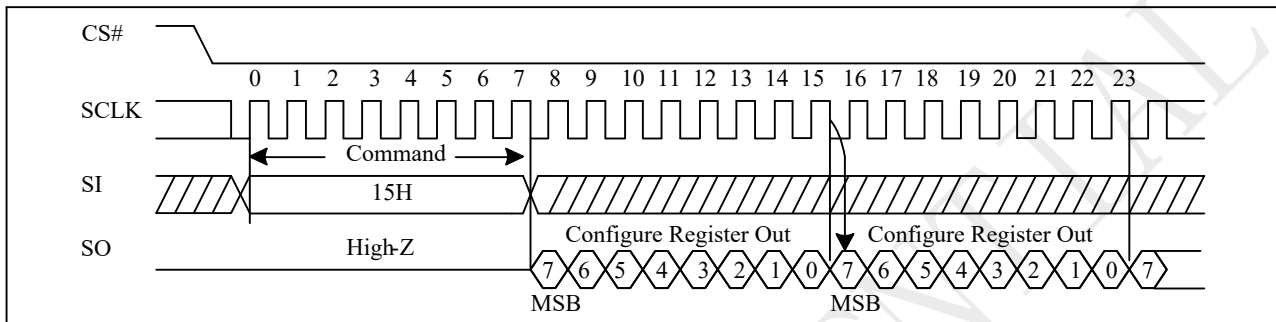 CS#
0 1 2 3 4 5 6 7 8 9 10 11 12 13 14 15 16 17 18 19 20 21 22 23
SCLK
Command
SI
15H
SO
High-Z
Configure Register Out
Configure Register Out
7 6 5 4 3 2 1 0 7 6 5 4 3 2 1 0 7
MSB
MSB
NTIAL